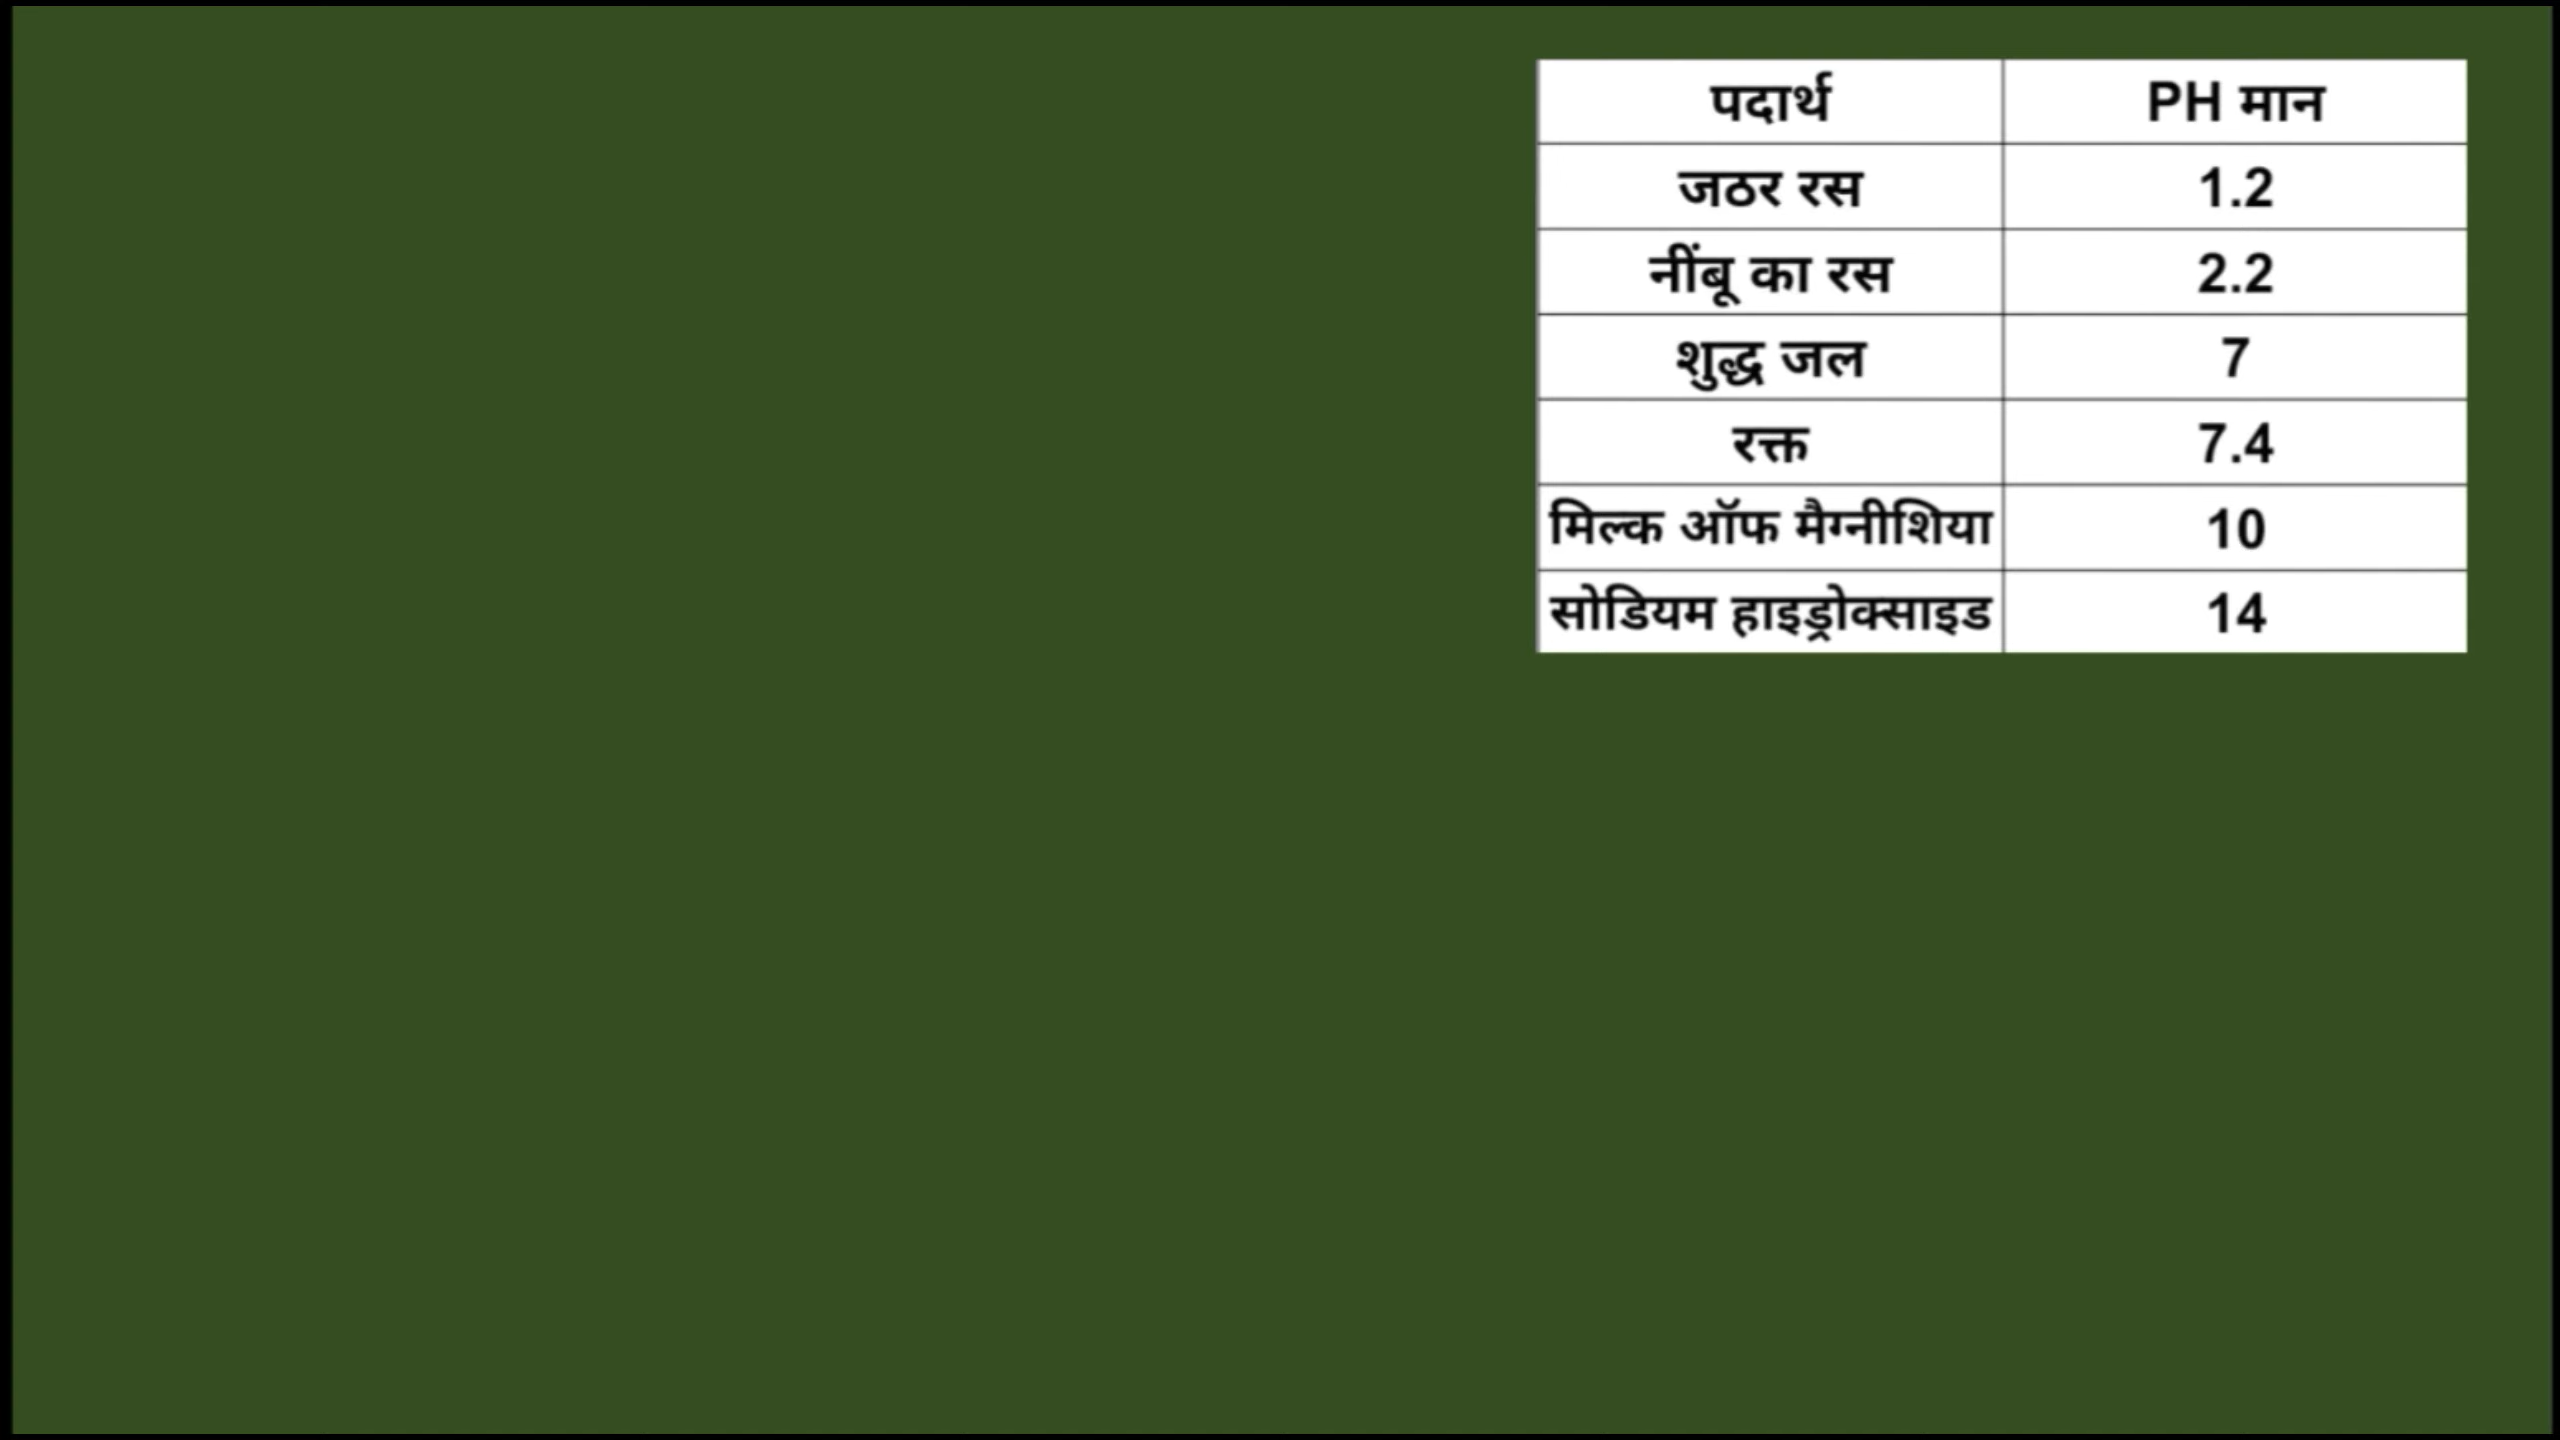 पदार्थ PH मान
जठर रस 1.2
नींबू का रस 2.2
शुद्ध जल 7
रक्त 7.4
मिल्क ऑफ मैग्नीशिया 10
सोडियम हाइड्रोक्साइड 14